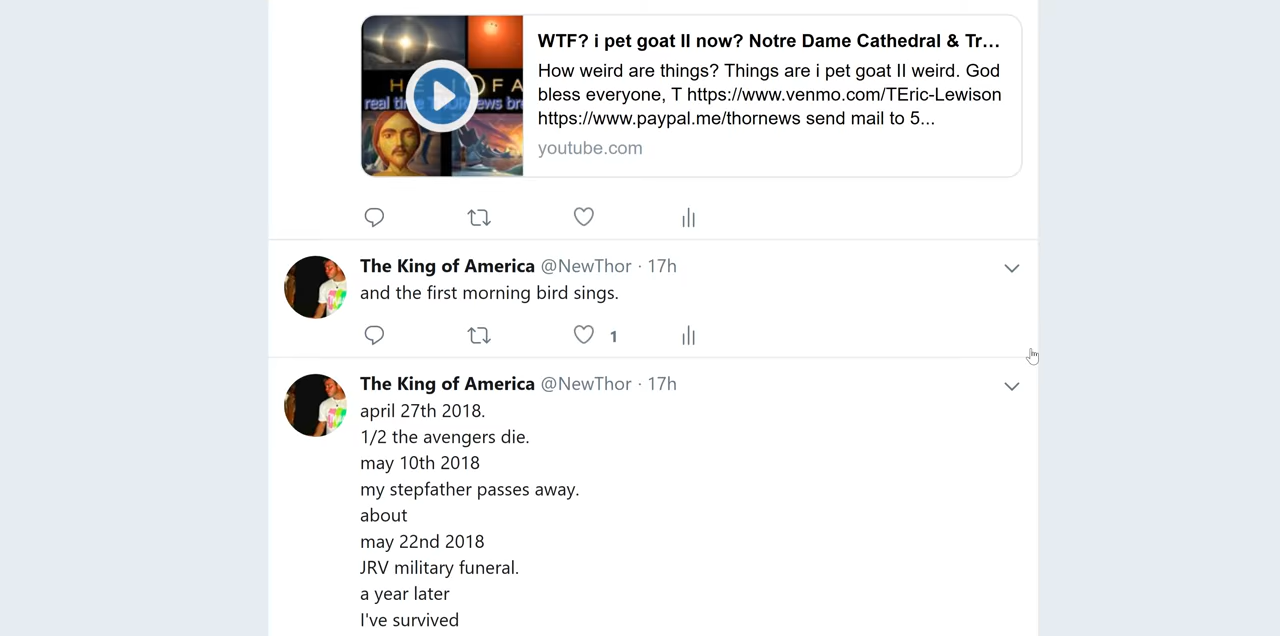 WTF? i pet goat II now? Notre Dame Cathedral & Tr...
How weird are things? Things are i pet goat II weird. God
bless everyone, T https://www.venmo.com/TEric-Lewison
https://www.paypal.me/thornews send mail to 5...
youtube.com
The King of America @NewThor · 17h
and the first morning bird sings.
1
The King of America @NewThor · 17h
april 27th 2018.
1/2 the avengers die.
may 10th 2018
my stepfather passes away.
about
may 22nd 2018
JRV military funeral.
a year later
I've survived